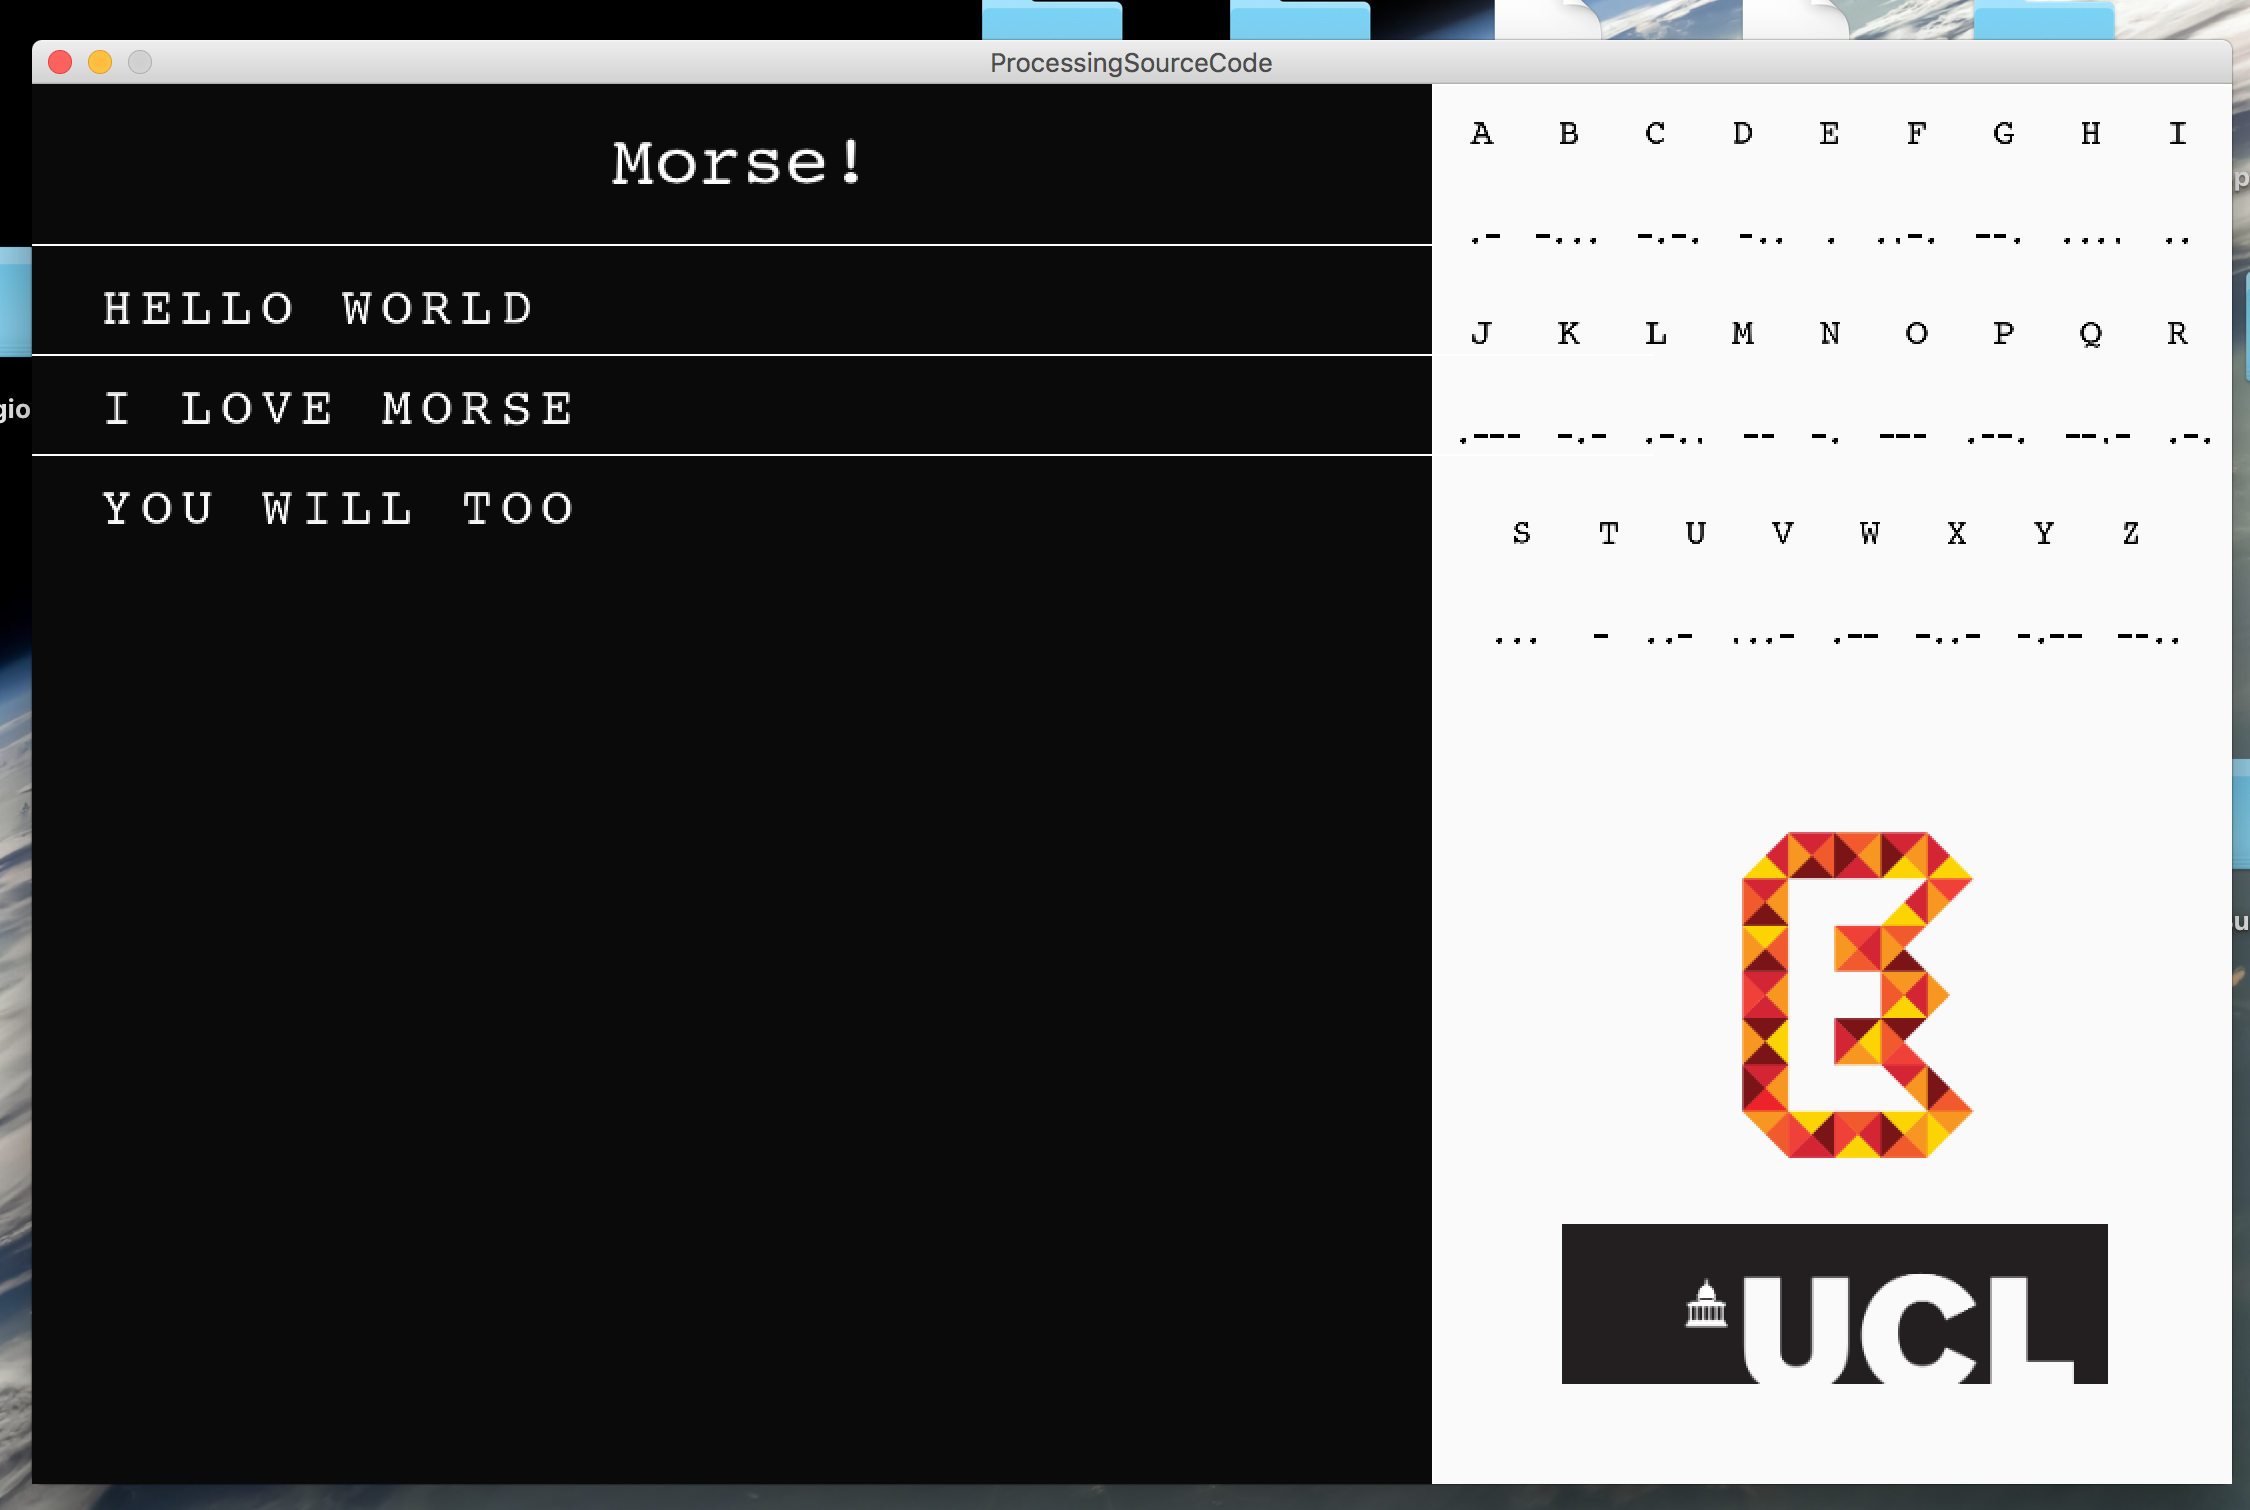 ProcessingSourceCode
Morse!
HELLO WORLD
I LOVE MORSE
YOU WILL TOO
A B C D E F G H I
.- -... -.-. -.. . ..-. --. .... ..
J K L M N O P Q R
.--- -.- .-.. -- -. --- .--. --.- .-.
S T U V W X Y Z
... - ..- ...- .-- -..- -.-- --..
E
UCL
gio